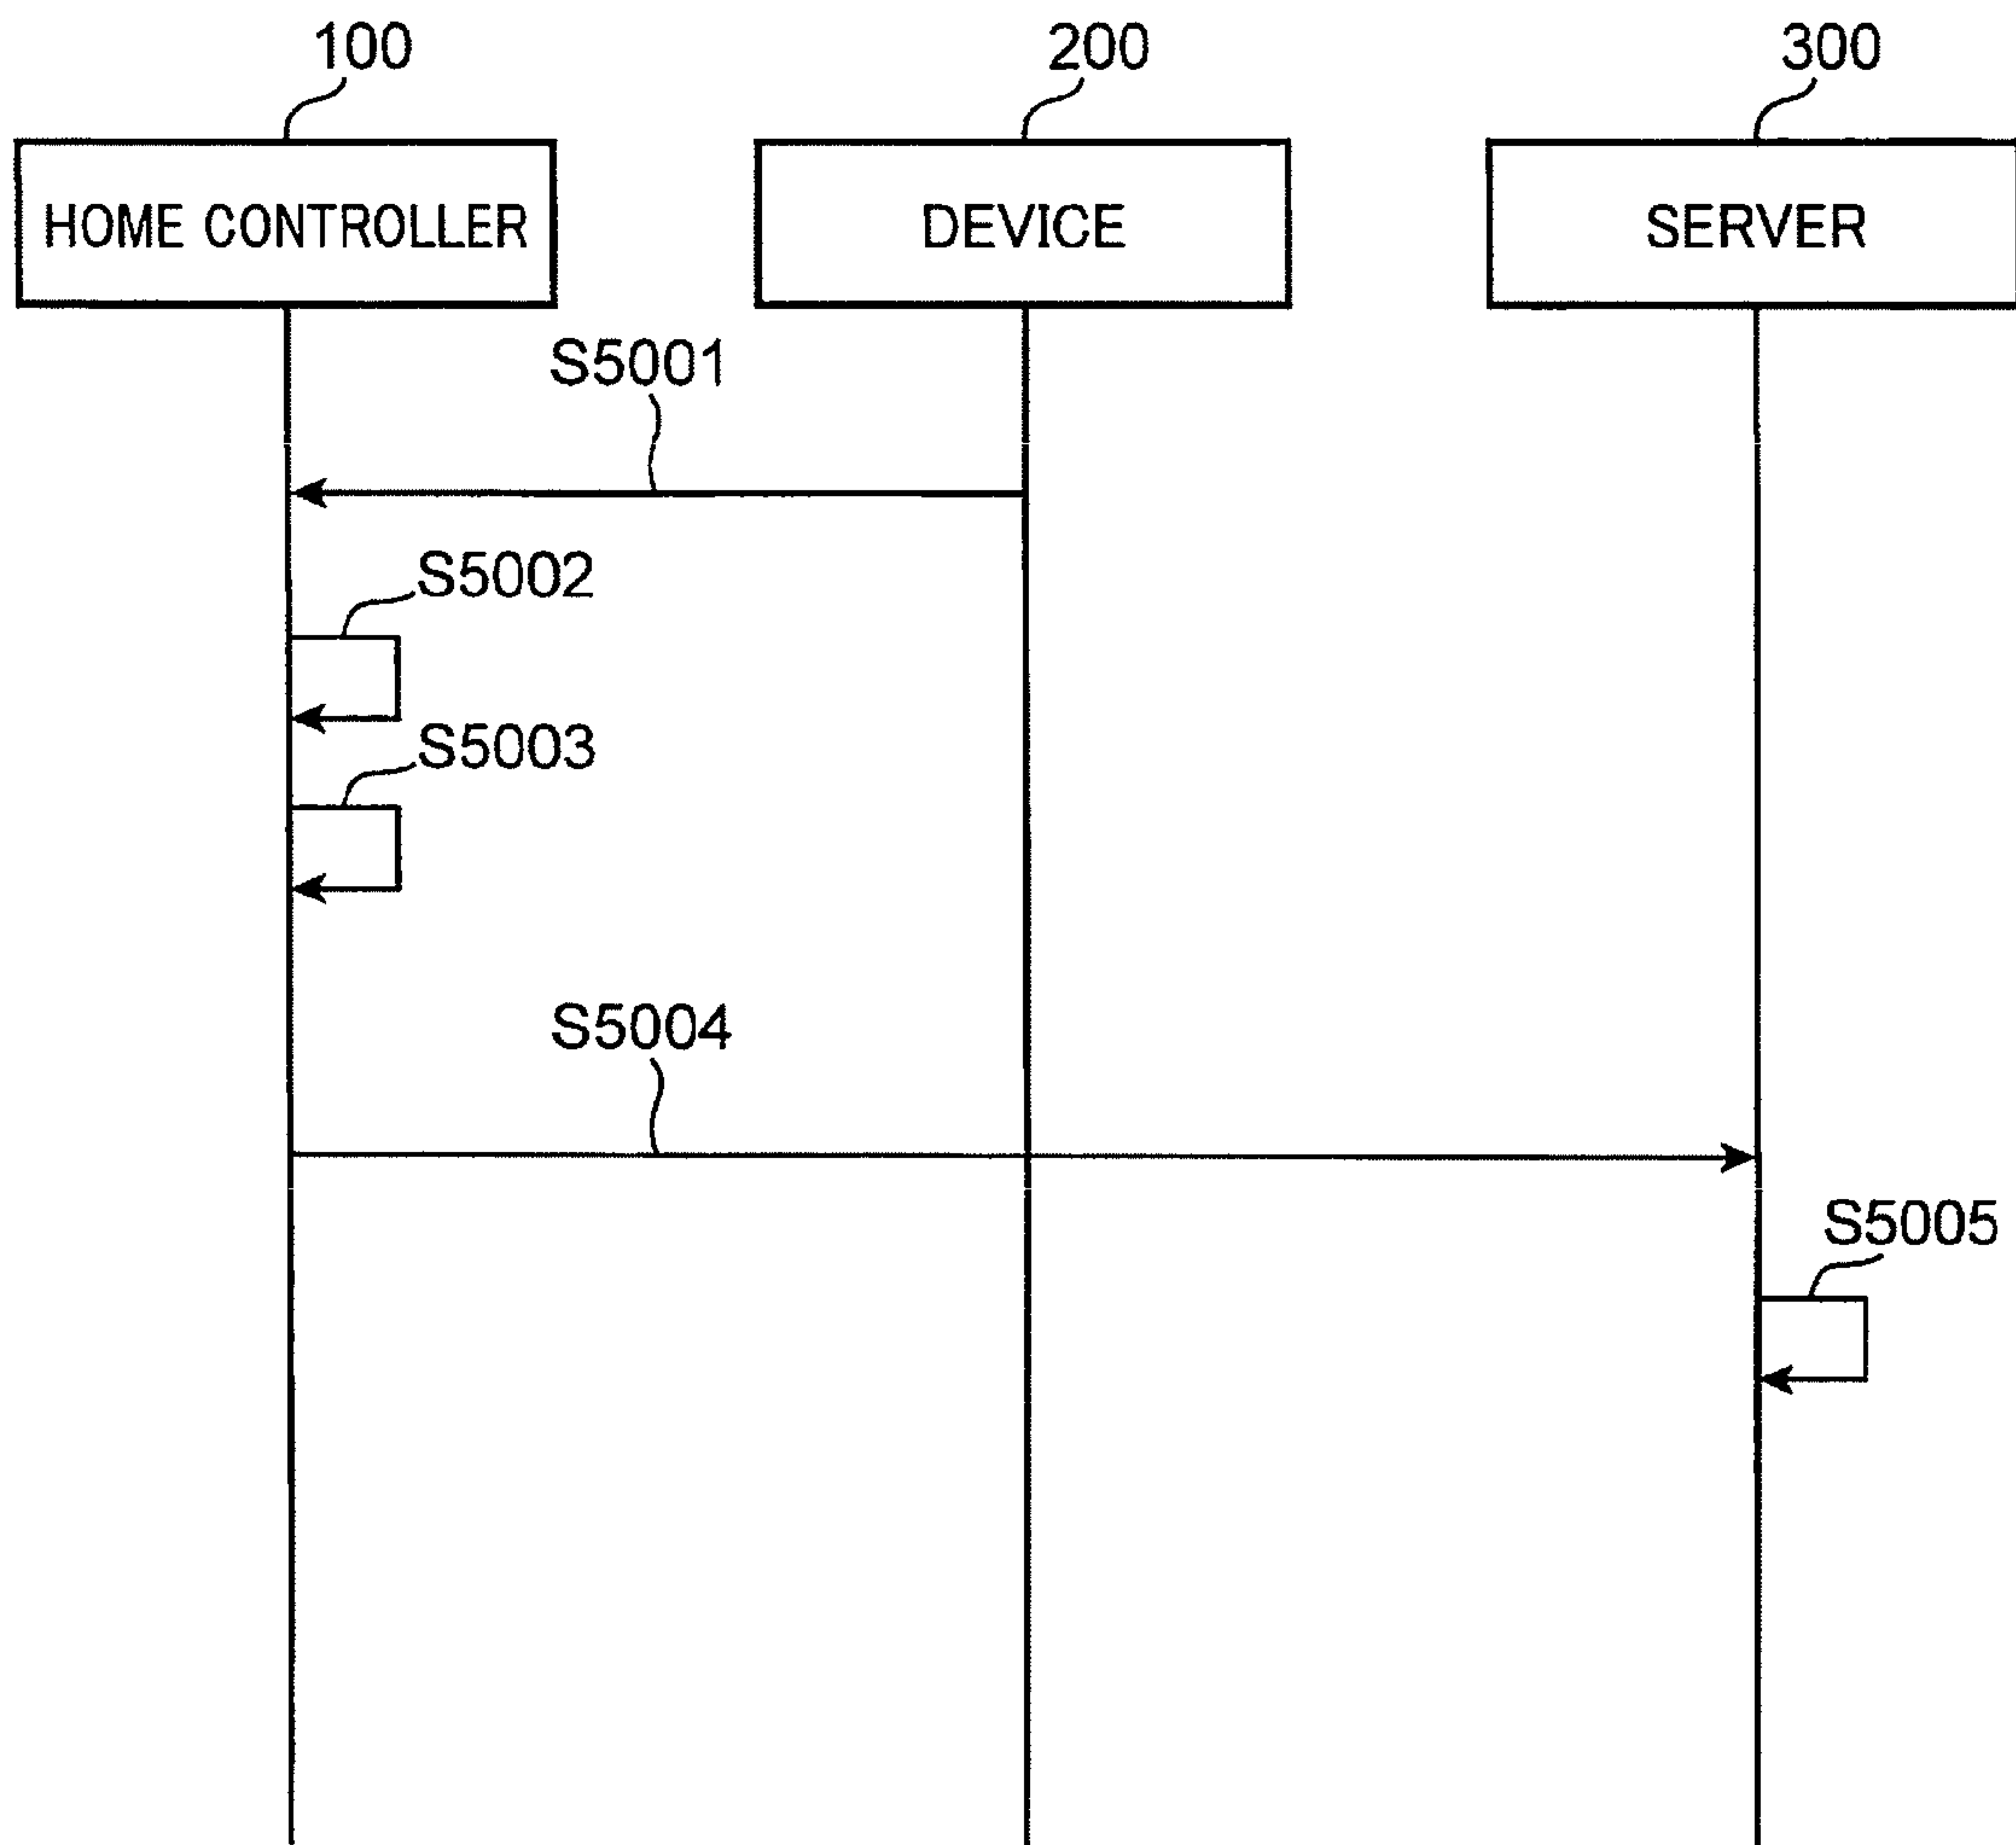 100
200
300
HOME CONTROLLER
DEVICE
SERVER
S5001
S5002
S5003
S5004
S5005